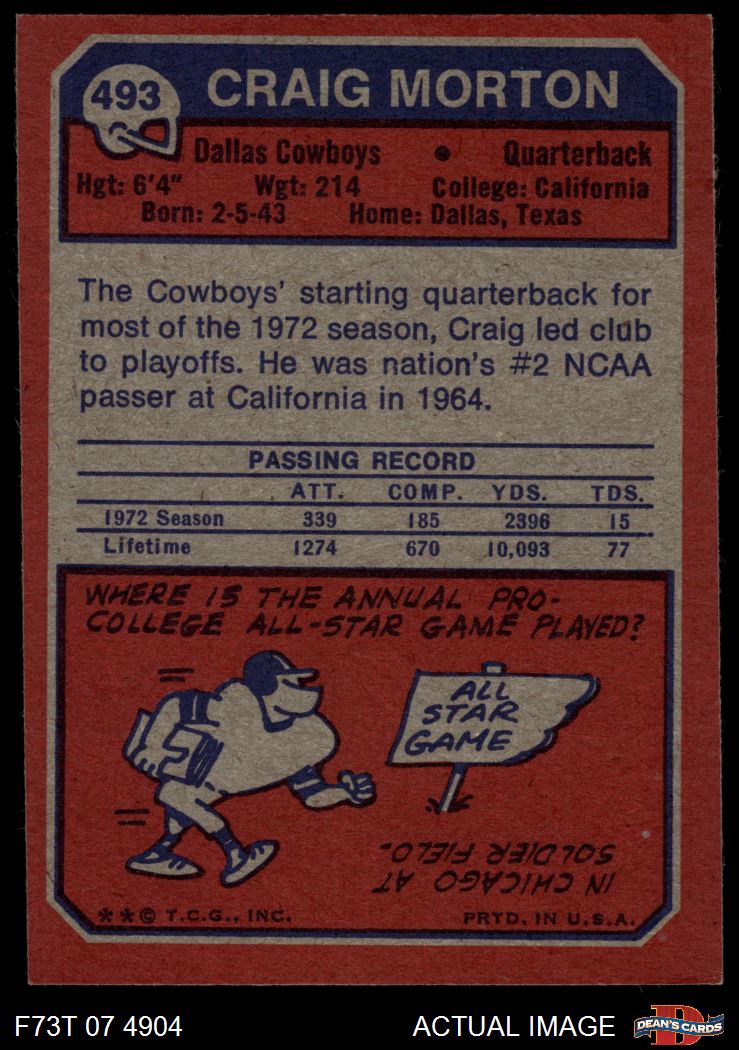 493
CRAIG MORTON
Dallas Cowboys • Quarterback
Hgt: 6'4" Wgt: 214 College: California
Born: 2-5-43 Home: Dallas, Texas
The Cowboys' starting quarterback for
most of the 1972 season, Craig led club
to playoffs. He was nation's #2 NCAA
passer at California in 1964.
PASSING RECORD
ATT. COMP. YDS. TDS.
1972 Season 339 185 2396 15
Lifetime 1274 670 10,093 77
WHERE IS THE ANNUAL PRO-
COLLEGE ALL-STAR GAME PLAYED?
ALL
STAR
GAME
IN CHICAGO AT
SOLDIER FIELD.
**© T.C.G., INC. PRTD. IN U.S.A.
F73T 07 4904 ACTUAL IMAGE
D
DEAN'S CARDS